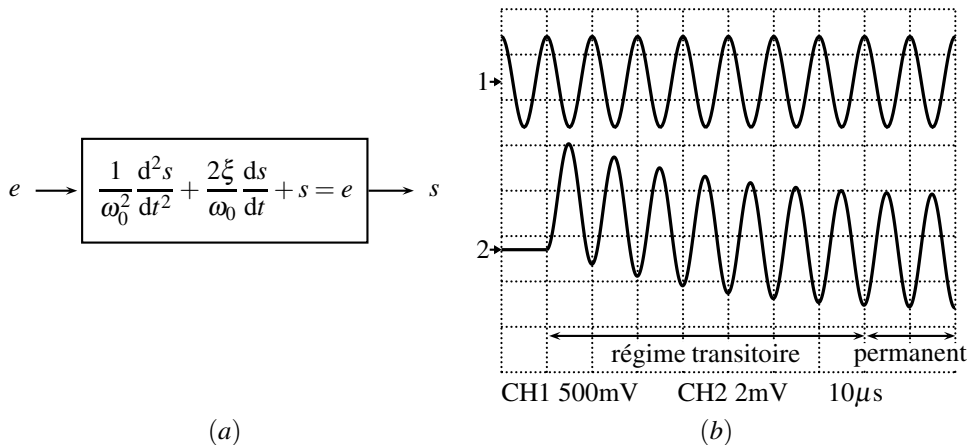 1
e 1/ω₀² d²s/dt² + 2ξ/ω₀ ds/dt + s = e s
2
régime transitoire permanent
CH1 500mV CH2 2mV 10μs
(a) (b)